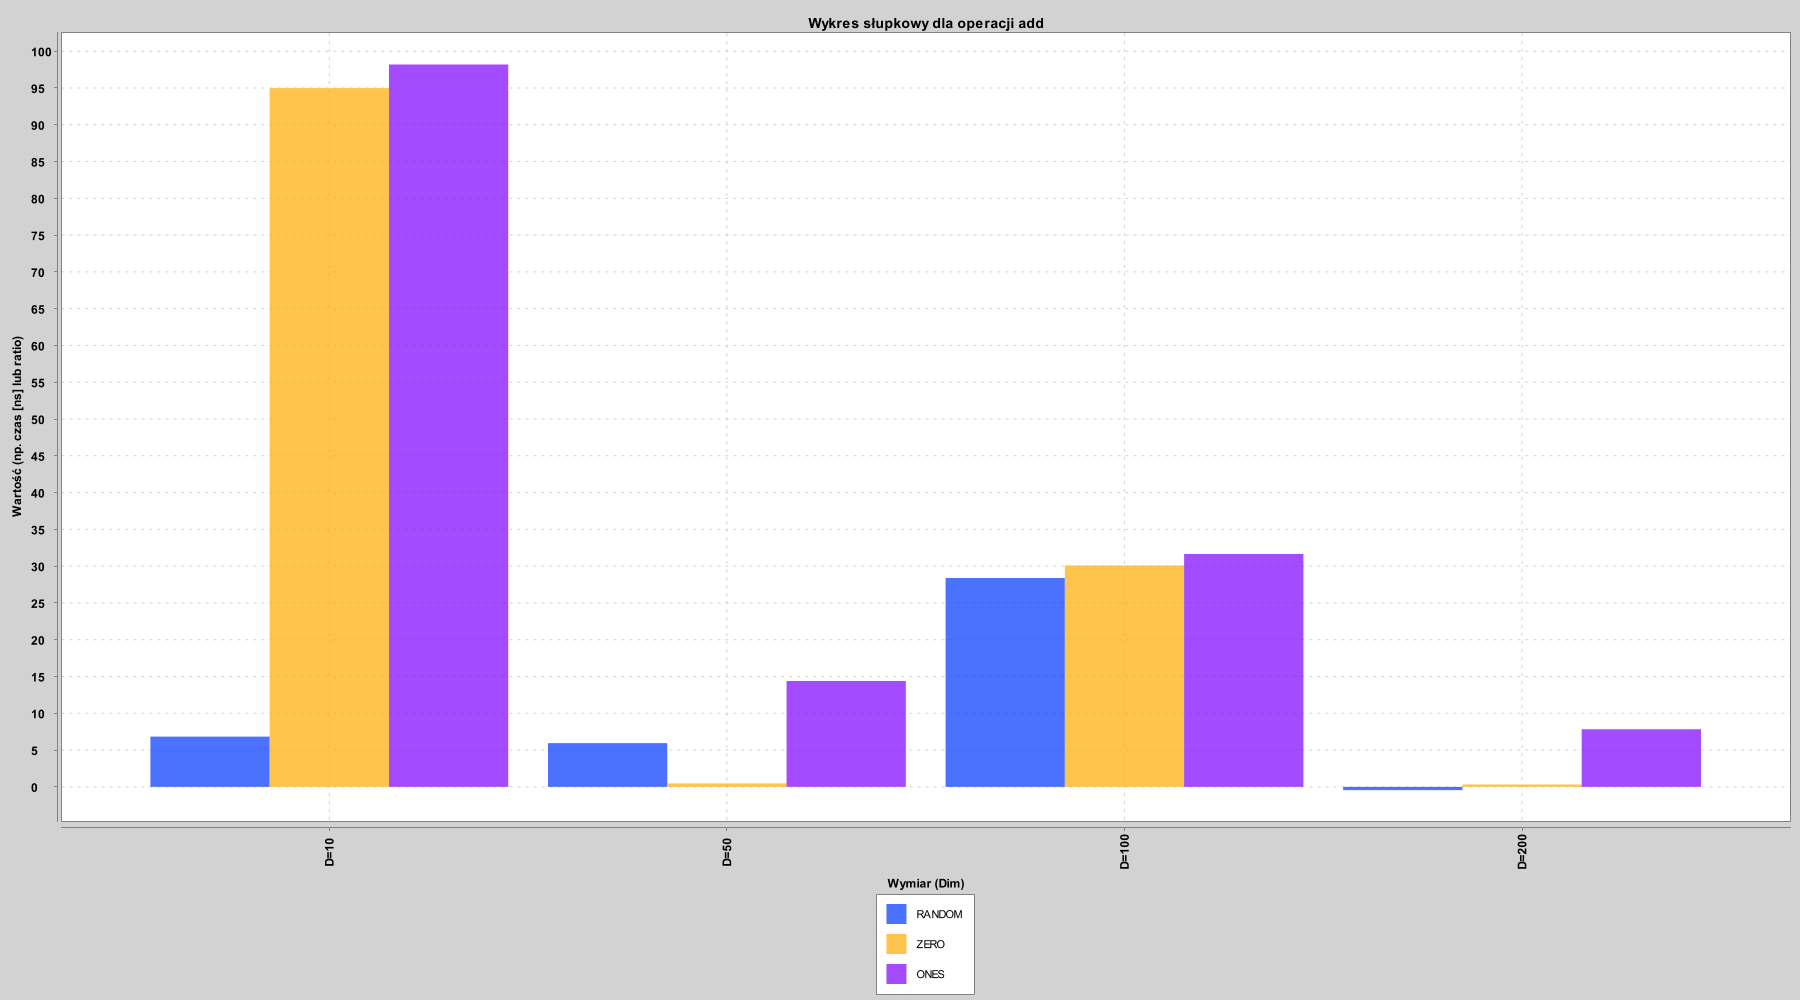 Wykres słupkowy dla operacji add
Wartość (np. czas [ns] lub ratio)
100
95
90
85
80
75
70
65
60
55
50
45
40
35
30
25
20
15
10
5
0
D=10
D=50
D=100
D=200
Wymiar (Dim)
RANDOM
ZERO
ONES